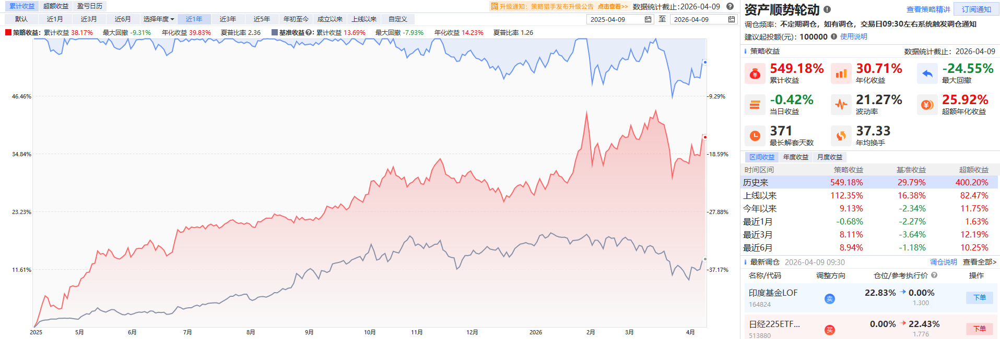 累计收益 超额收益 盈亏日历
新 升级通知：策略猎手发布升级公告 点击查看>> 数据统计截止:2026-04-09 ?
默认 近1月 近3月 近6月 选择年度 近1年 近3年 近5年 年初至今 成立以来 上线以来 自定义 2025-04-09 至 2026-04-09
策略收益: 累计收益 38.17% 最大回撤 -9.31% 年化收益 39.83% 夏普比率 2.36 基准收益?: 累计收益 13.69% 最大回撤 -7.93% 年化收益 14.23% 夏普比率 1.26
46.46% -9.29%
34.84% -18.59%
23.23% -27.88%
11.61% -37.17%
2025 5月 6月 7月 8月 9月 10月 11月 12月 2026 2月 3月 4月
资产顺势轮动 ! 查看策略精讲 订阅通知
调仓频率: 不定期调仓，如有调仓，交易日09:30左右系统触发调仓通知
建议起投额(元): 100000 ! 使用说明
策略收益 数据统计截止: 2026-04-09
549.18% 30.71% -24.55%
累计收益 年化收益 最大回撤
-0.42% 21.27% 25.92%
当日收益 波动率 超额年化收益
371 37.33
最长解套天数 年均换手
区间收益 年度收益 月度收益
时间区间 策略收益 基准收益 超额收益
历史来 549.18% 29.79% 400.20%
上线以来 112.35% 16.38% 82.47%
今年以来 9.13% -2.34% 11.75%
最近1月 -0.68% -2.27% 1.63%
最近3月 8.11% -3.64% 12.19%
最近6月 8.94% -1.18% 10.25%
最新调仓 2026-04-09 09:30 调仓说明 查看全部>
名称/代码 调整方向 仓位/参考执行价 ? 操作
印度基金LOF 卖 22.83% → 0.00% 下单
164824 1.300
日经225ETF... 买 0.00% → 22.43% 下单
513880 1.776